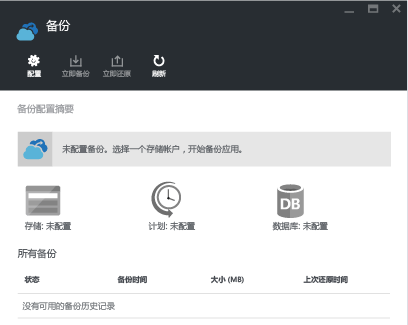 备份
配置 立即备份 立即还原 刷新
备份配置摘要
未配置备份。选择一个存储帐户，开始备份应用。
DB
存储: 未配置 计划: 未配置 数据库: 未配置
所有备份
状态 备份时间 大小 (MB) 上次还原时间
没有可用的备份历史记录